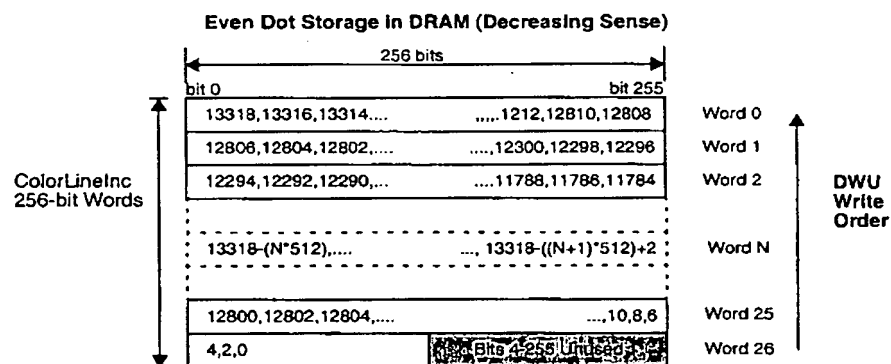 Even Dot Storage in DRAM (Decreasing Sense)
256 bits
bit 0 bit 255
13318,13316,13314.... ,,,,..1212,12810,12808 Word 0
12806,12804,12802,.... ....,12300,12298,12296 Word 1
ColorLineInc
256-bit Words
12294,12292,12290,... ....11788,11786,11784 Word 2
DWU
Write
Order
13318-(N*512),.... ..., 13318-((N+1)*512)+2 Word N
12800,12802,12804,.... ...,10,8,6 Word 25
4,2,0 Bits 4-255 Unused Word 26